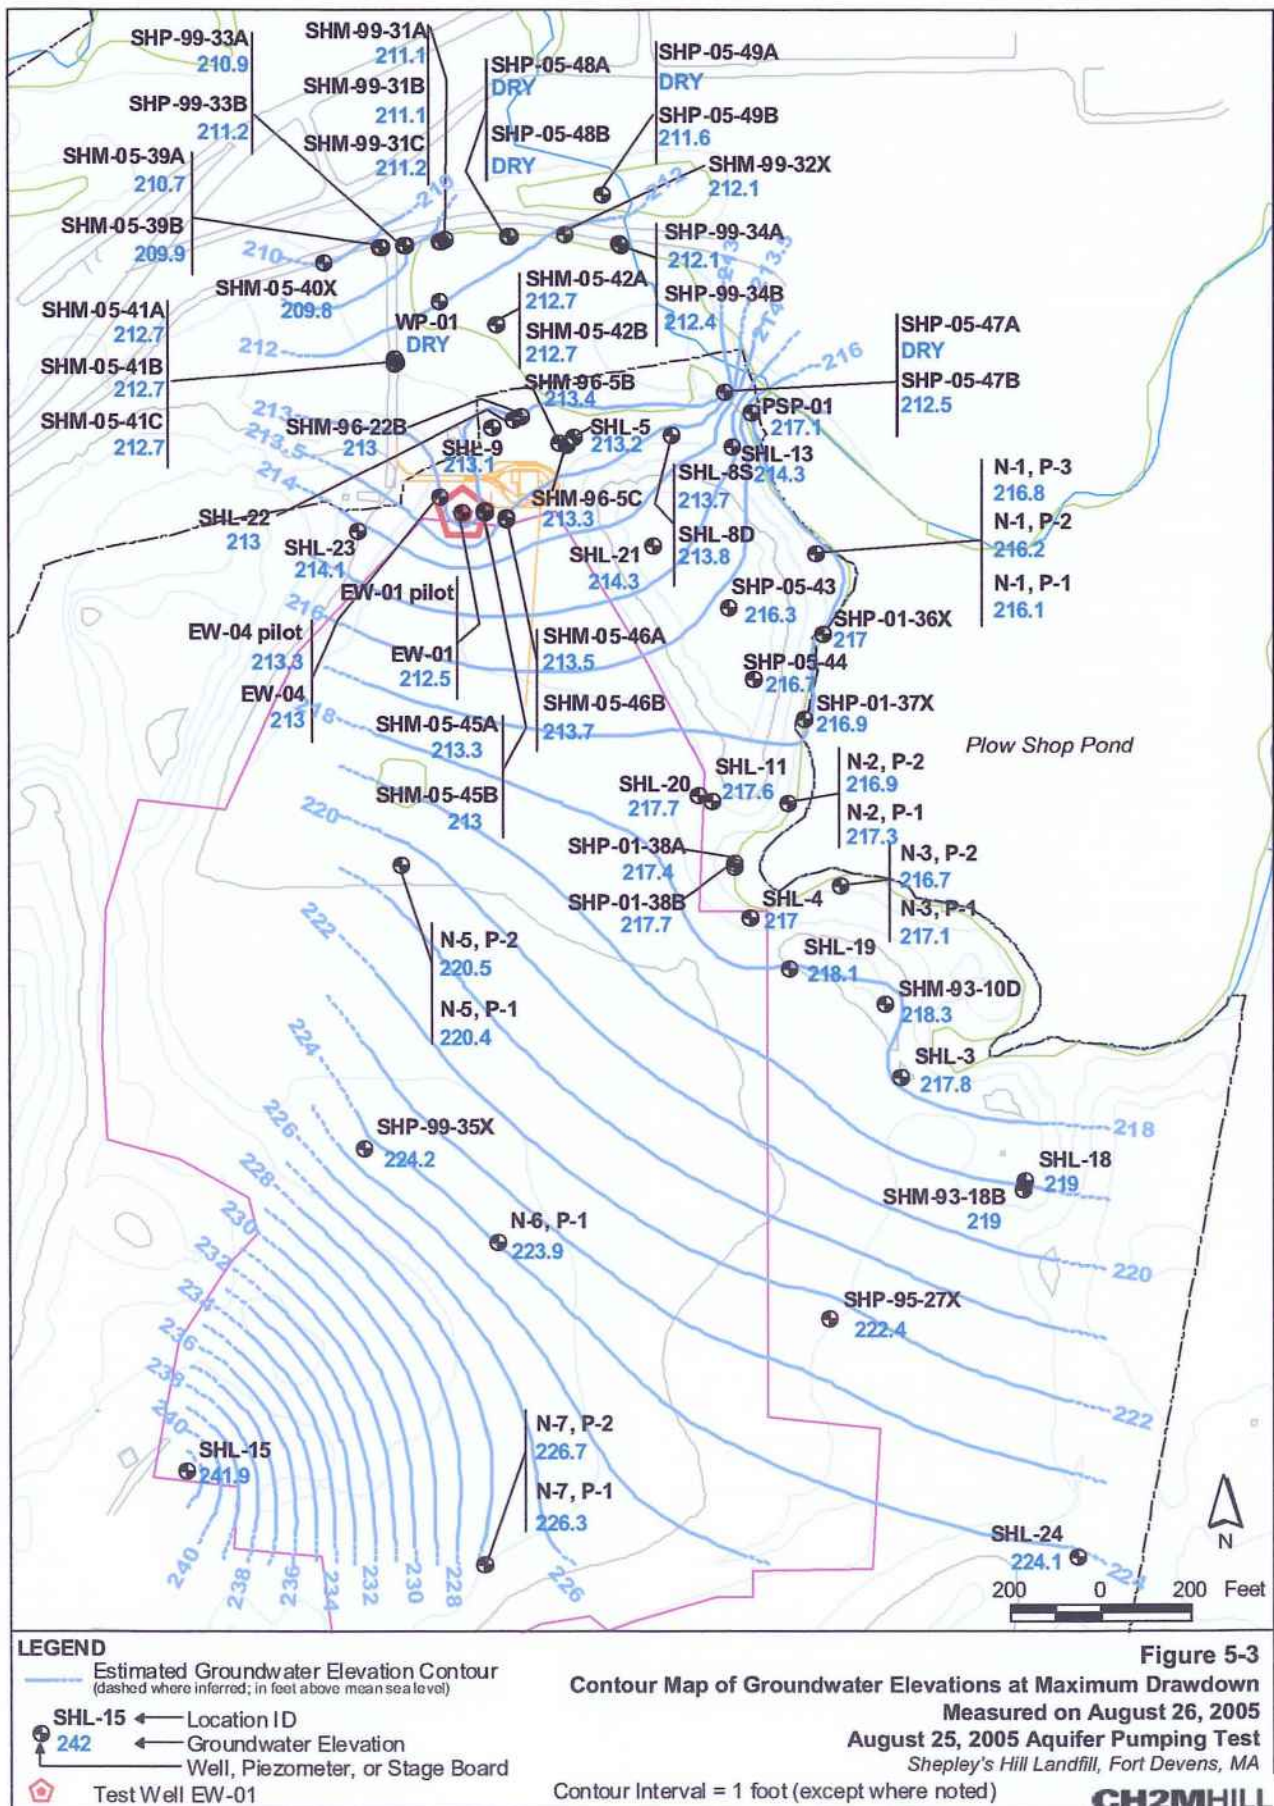 SHP-99-33A
210.9
SHP-99-33B
211.2
SHM-99-31A
211.1
SHM-99-31B
211.1
SHM-99-31C
211.2
SHP-05-48A
DRY
SHP-05-48B
DRY
SHP-05-49A
DRY
SHP-05-49B
211.6
SHM-99-32X
212.1
SHM-05-39A
210.7
SHM-05-39B
209.9
210
212
210
SHM-05-40X
209.8
SHP-99-34A
212.1
SHP-99-34B
212.4
213
213.5
214
216
SHM-05-41A
212.7
SHM-05-41B
212.7
SHM-05-41C
212.7
212
WP-01
DRY
SHM-05-42A
212.7
SHM-05-42B
212.7
SHP-05-47A
DRY
SHP-05-47B
212.5
SHM-96-5B
213.4
PSP-01
217.1
213
213.5
214
SHM-96-22B
213
SHL-9
213.1
SHL-5
213.2
SHL-13
214.3
SHL-8S
213.7
SHL-8D
213.8
N-1, P-3
216.8
N-1, P-2
216.2
N-1, P-1
216.1
SHL-22
213
SHL-23
214.1
SHM-96-5C
213.3
SHL-21
214.3
SHP-05-43
216.3
216
EW-01 pilot
EW-01
212.5
EW-04 pilot
213.3
EW-04
213
SHM-05-46A
213.5
SHM-05-46B
213.7
SHP-01-36X
217
SHP-05-44
216.7
SHP-01-37X
216.9
218
SHM-05-45A
213.3
SHM-05-45B
213
Plow Shop Pond
SHL-20
217.7
SHL-11
217.6
N-2, P-2
216.9
N-2, P-1
217.3
220
SHP-01-38A
217.4
SHP-01-38B
217.7
N-3, P-2
216.7
N-3, P-1
217.1
SHL-4
217
222
N-5, P-2
220.5
N-5, P-1
220.4
SHL-19
218.1
SHM-93-10D
218.3
224
SHL-3
217.8
226
SHP-99-35X
224.2
218
228
SHL-18
219
SHM-93-18B
219
230
N-6, P-1
223.9
232
220
234
SHP-95-27X
222.4
236
238
240
222
SHL-15
241.9
N-7, P-2
226.7
N-7, P-1
226.3
SHL-24
224.1
224
240
238
236
234
232
230
228
226
N
200 0 200 Feet
LEGEND
Estimated Groundwater Elevation Contour
(dashed where inferred; in feet above mean sea level)
SHL-15 Location ID
242 Groundwater Elevation
Well, Piezometer, or Stage Board
Test Well EW-01
Contour Interval = 1 foot (except where noted)
Figure 5-3
Contour Map of Groundwater Elevations at Maximum Drawdown
Measured on August 26, 2005
August 25, 2005 Aquifer Pumping Test
Shepley's Hill Landfill, Fort Devens, MA
CH2MHILL